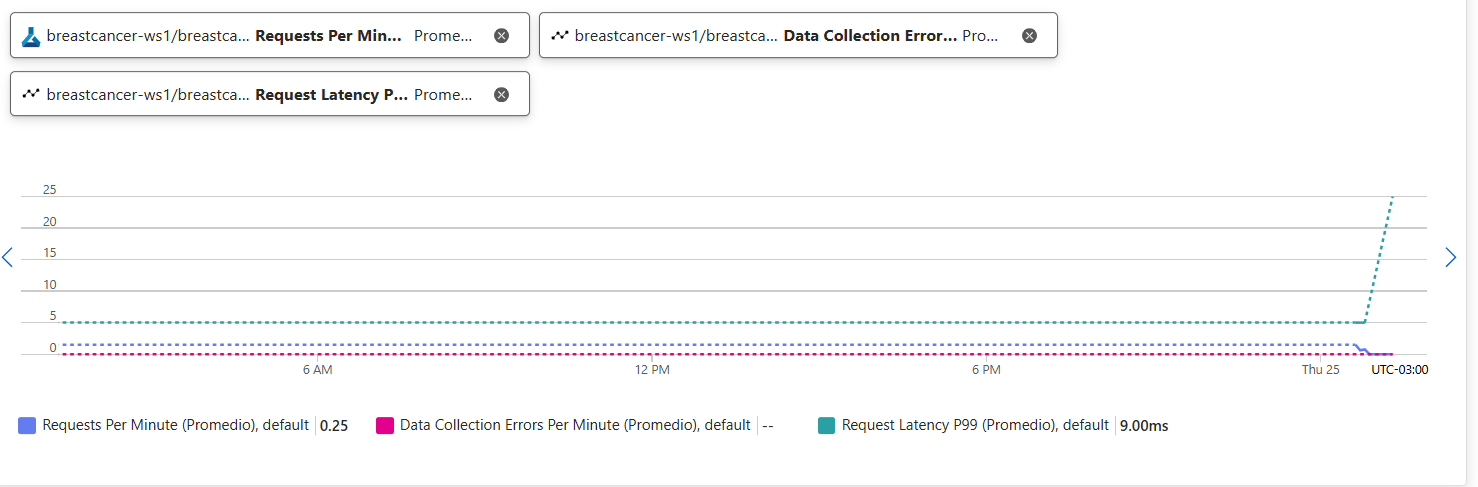 breastcancer-ws1/breastca... Requests Per Min... Prome...
breastcancer-ws1/breastca... Data Collection Error... Pro...
breastcancer-ws1/breastca... Request Latency P... Prome...
25
20
15
10
5
0
6 AM 12 PM 6 PM Thu 25 UTC-03:00
Requests Per Minute (Promedio), default 0.25 Data Collection Errors Per Minute (Promedio), default -- Request Latency P99 (Promedio), default 9.00ms